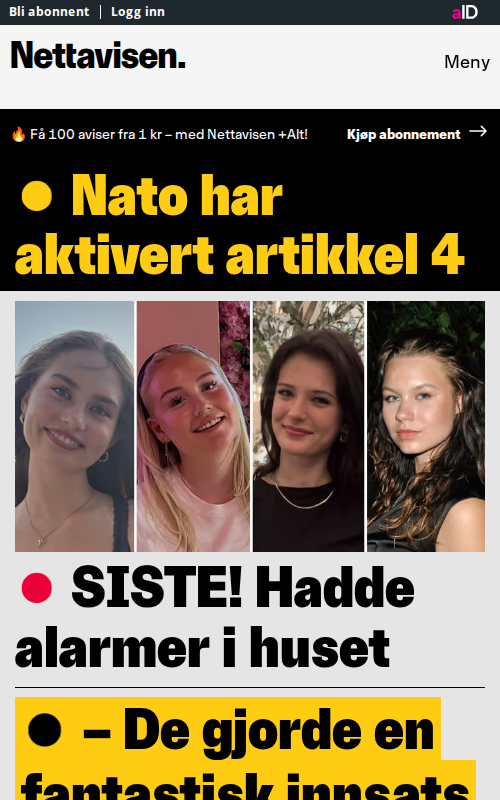 Bli abonnent
Logg inn
aID
Nettavisen.
Meny
Få 100 aviser fra 1 kr – med Nettavisen +Alt!
Kjøp abonnement
Nato har
aktivert artikkel 4
SISTE! Hadde
alarmer i huset
– De gjorde en
fantastisk innsats